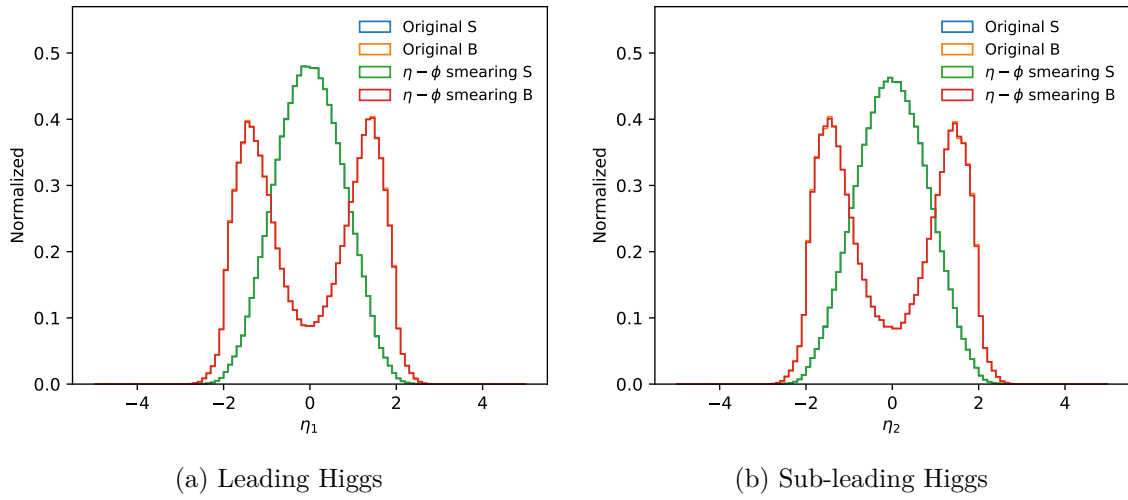 Original S
Original B
η − ϕ smearing S
η − ϕ smearing B
Normalized
0.5
0.4
0.3
0.2
0.1
0.0
−4 −2 0 2 4
η₁
(a) Leading Higgs
Original S
Original B
η − ϕ smearing S
η − ϕ smearing B
Normalized
0.5
0.4
0.3
0.2
0.1
0.0
−4 −2 0 2 4
η₂
(b) Sub-leading Higgs